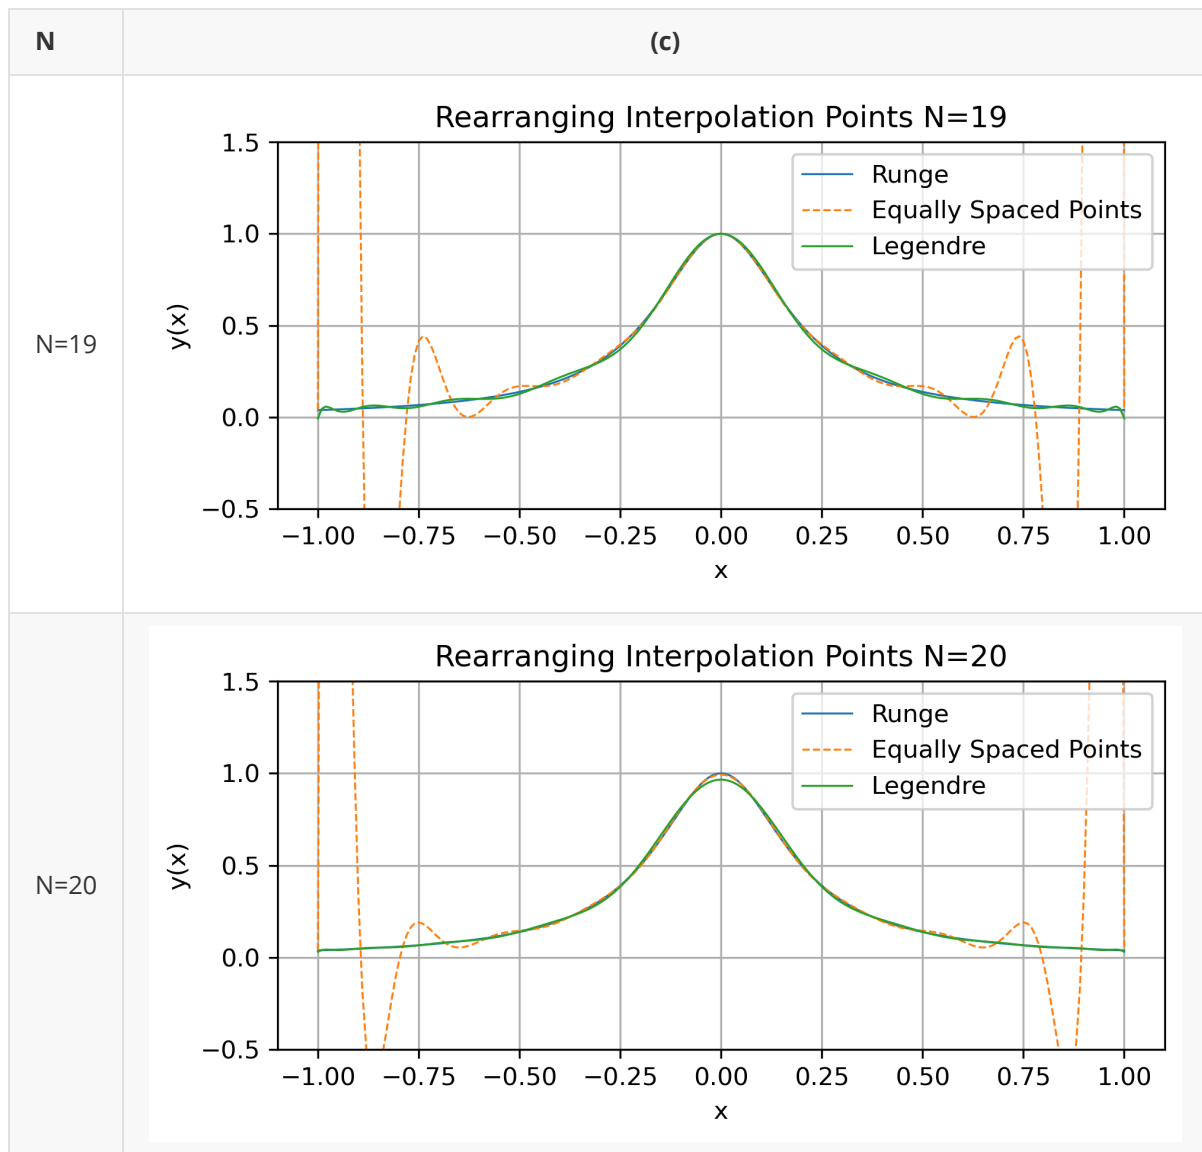 N
(c)
N=19
Rearranging Interpolation Points N=19
1.5
1.0
0.5
0.0
−0.5
y(x)
Runge
Equally Spaced Points
Legendre
−1.00 −0.75 −0.50 −0.25 0.00 0.25 0.50 0.75 1.00
x
N=20
Rearranging Interpolation Points N=20
1.5
1.0
0.5
0.0
−0.5
y(x)
Runge
Equally Spaced Points
Legendre
−1.00 −0.75 −0.50 −0.25 0.00 0.25 0.50 0.75 1.00
x